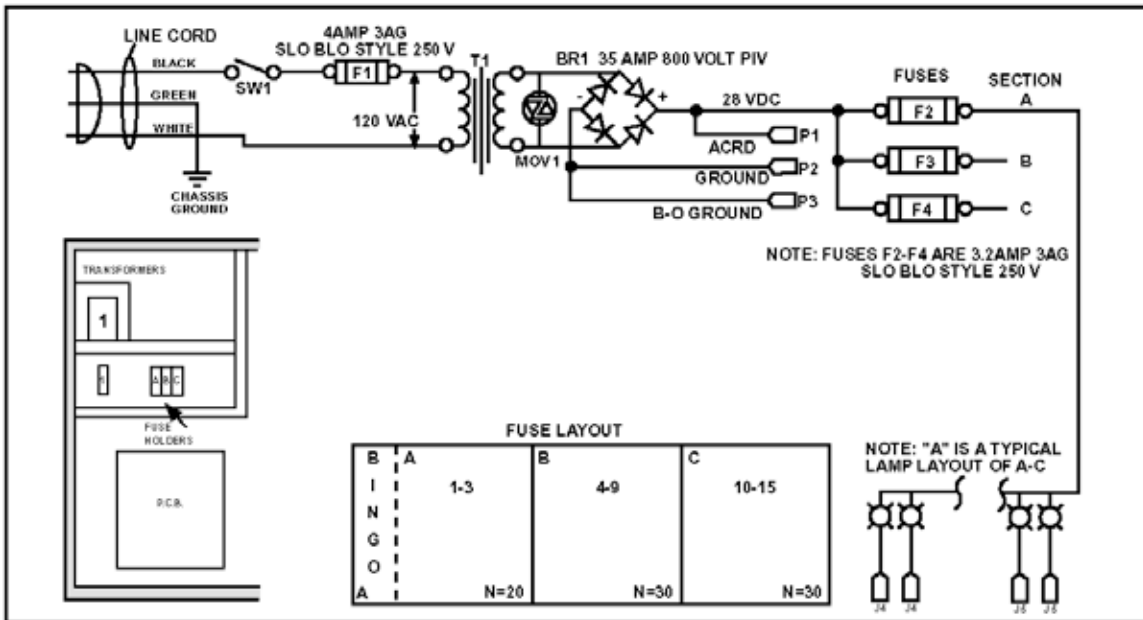 LINE CORD
4AMP 3AG
SLO BLO STYLE 250 V
F1
BLACK
SW1
GREEN
WHITE
120 VAC
CHASSIS
GROUND
T1
BR1 35 AMP 800 VOLT PIV
MOV1
-
+
28 VDC
ACRD
P1
GROUND
P2
B-O GROUND
P3
FUSES
SECTION
F2
A
F3
B
F4
C
NOTE: FUSES F2-F4 ARE 3.2AMP 3AG
SLO BLO STYLE 250 V
TRANSFORMERS
1
1
A B C
FUSE
HOLDERS
P.C.B.
FUSE LAYOUT
B
I
N
G
O
A
A
1-3
N=20
B
4-9
N=30
C
10-15
N=30
NOTE: "A" IS A TYPICAL
LAMP LAYOUT OF A-C
J4
J4
J5
J5